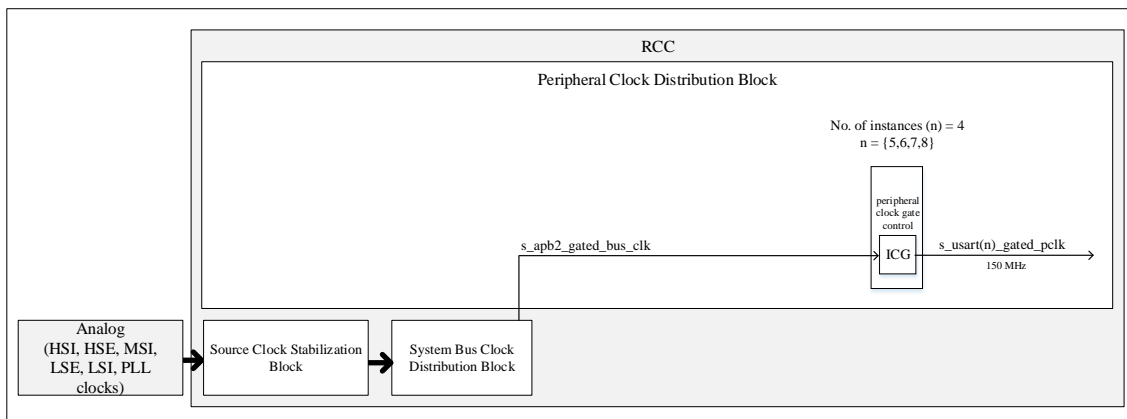 RCC
Peripheral Clock Distribution Block
No. of instances (n) = 4
n = {5,6,7,8}
peripheral
clock gate
control
ICG
s_apb2_gated_bus_clk
s_usart(n)_gated_pclk
150 MHz
Analog
(HSI, HSE, MSI,
LSE, LSI, PLL
clocks)
Source Clock Stabilization
Block
System Bus Clock
Distribution Block